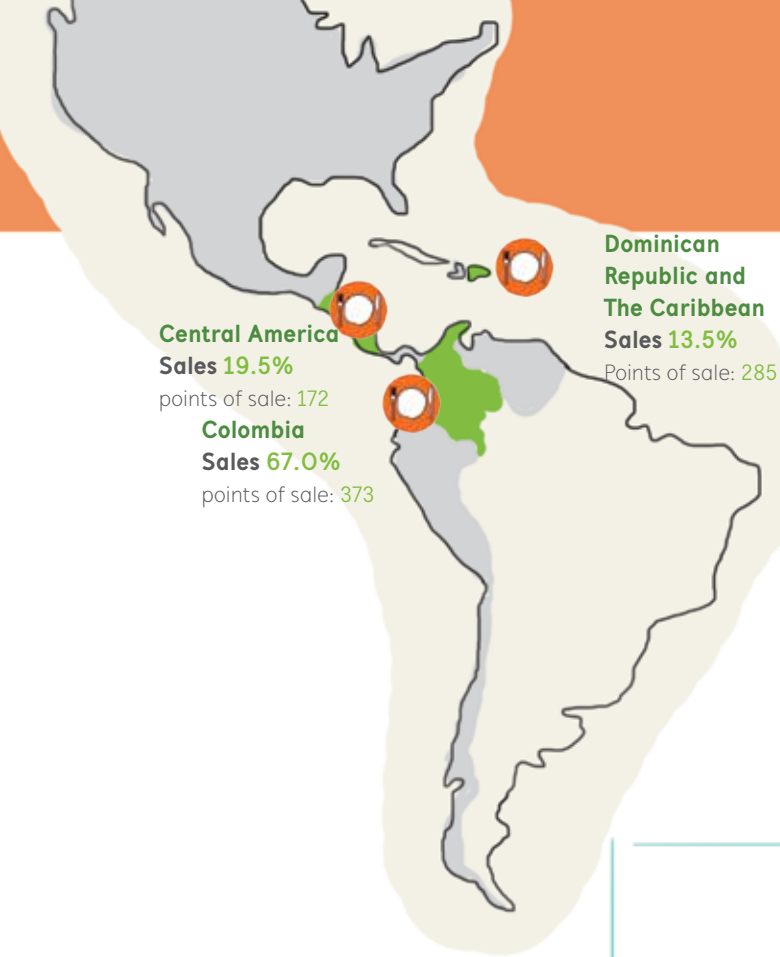 Dominican
Republic and
The Caribbean
Sales 13.5%
Points of sale: 285
Central America
Sales 19.5%
points of sale: 172
Colombia
Sales 67.0%
points of sale: 373